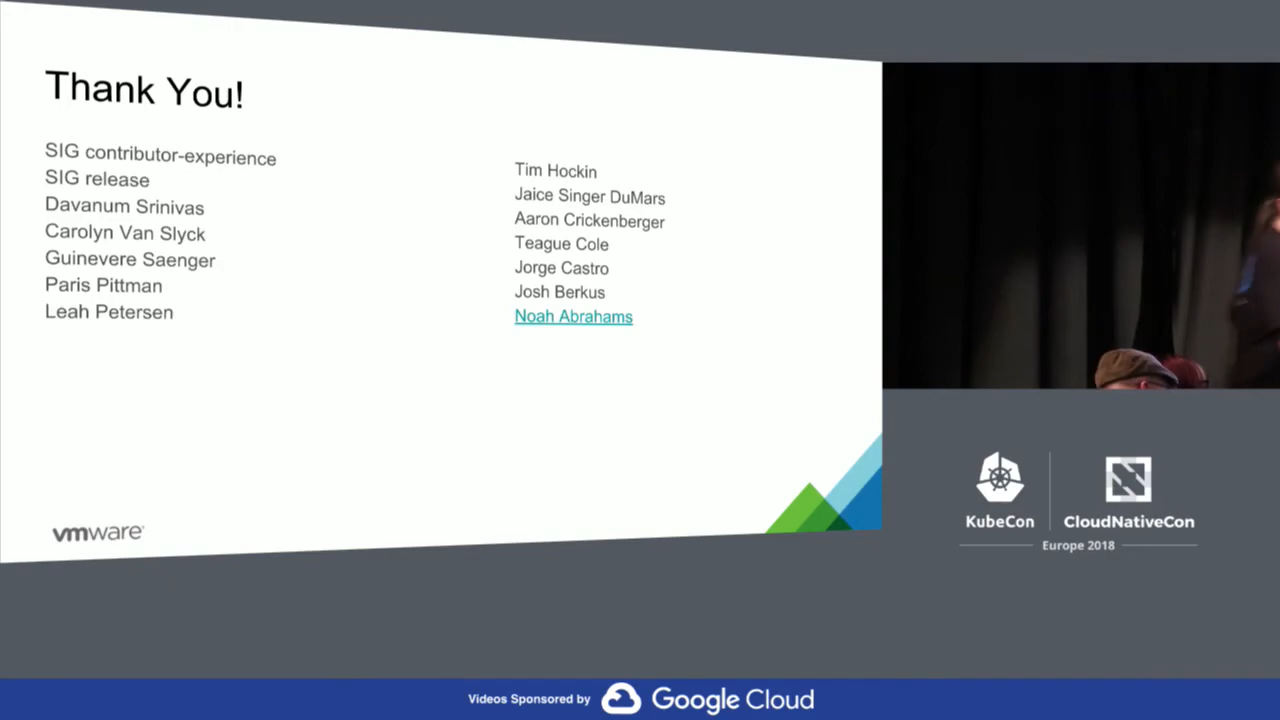 Thank You!
SIG contributor-experience
SIG release
Davanum Srinivas
Carolyn Van Slyck
Guinevere Saenger
Paris Pittman
Leah Petersen
Tim Hockin
Jaice Singer DuMars
Aaron Crickenberger
Teague Cole
Jorge Castro
Josh Berkus
Noah Abrahams
vmware
KubeCon
CloudNativeCon
Europe 2018
Videos Sponsored by Google Cloud